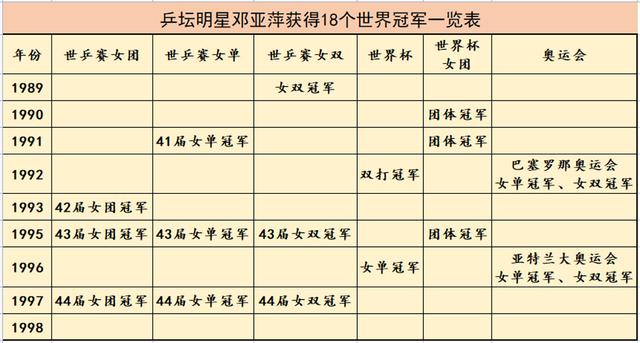 乒坛明星邓亚萍获得18个世界冠军一览表
年份 世乒赛女团 世乒赛女单 世乒赛女双 世界杯 世界杯女团 奥运会
1989 女双冠军
1990 团体冠军
1991 41届女单冠军 团体冠军
1992 双打冠军 巴塞罗那奥运会
女单冠军、女双冠军
1993 42届女团冠军
1995 43届女团冠军 43届女单冠军 43届女双冠军 团体冠军
1996 女单冠军 亚特兰大奥运会
女单冠军、女双冠军
1997 44届女团冠军 44届女单冠军 44届女双冠军
1998